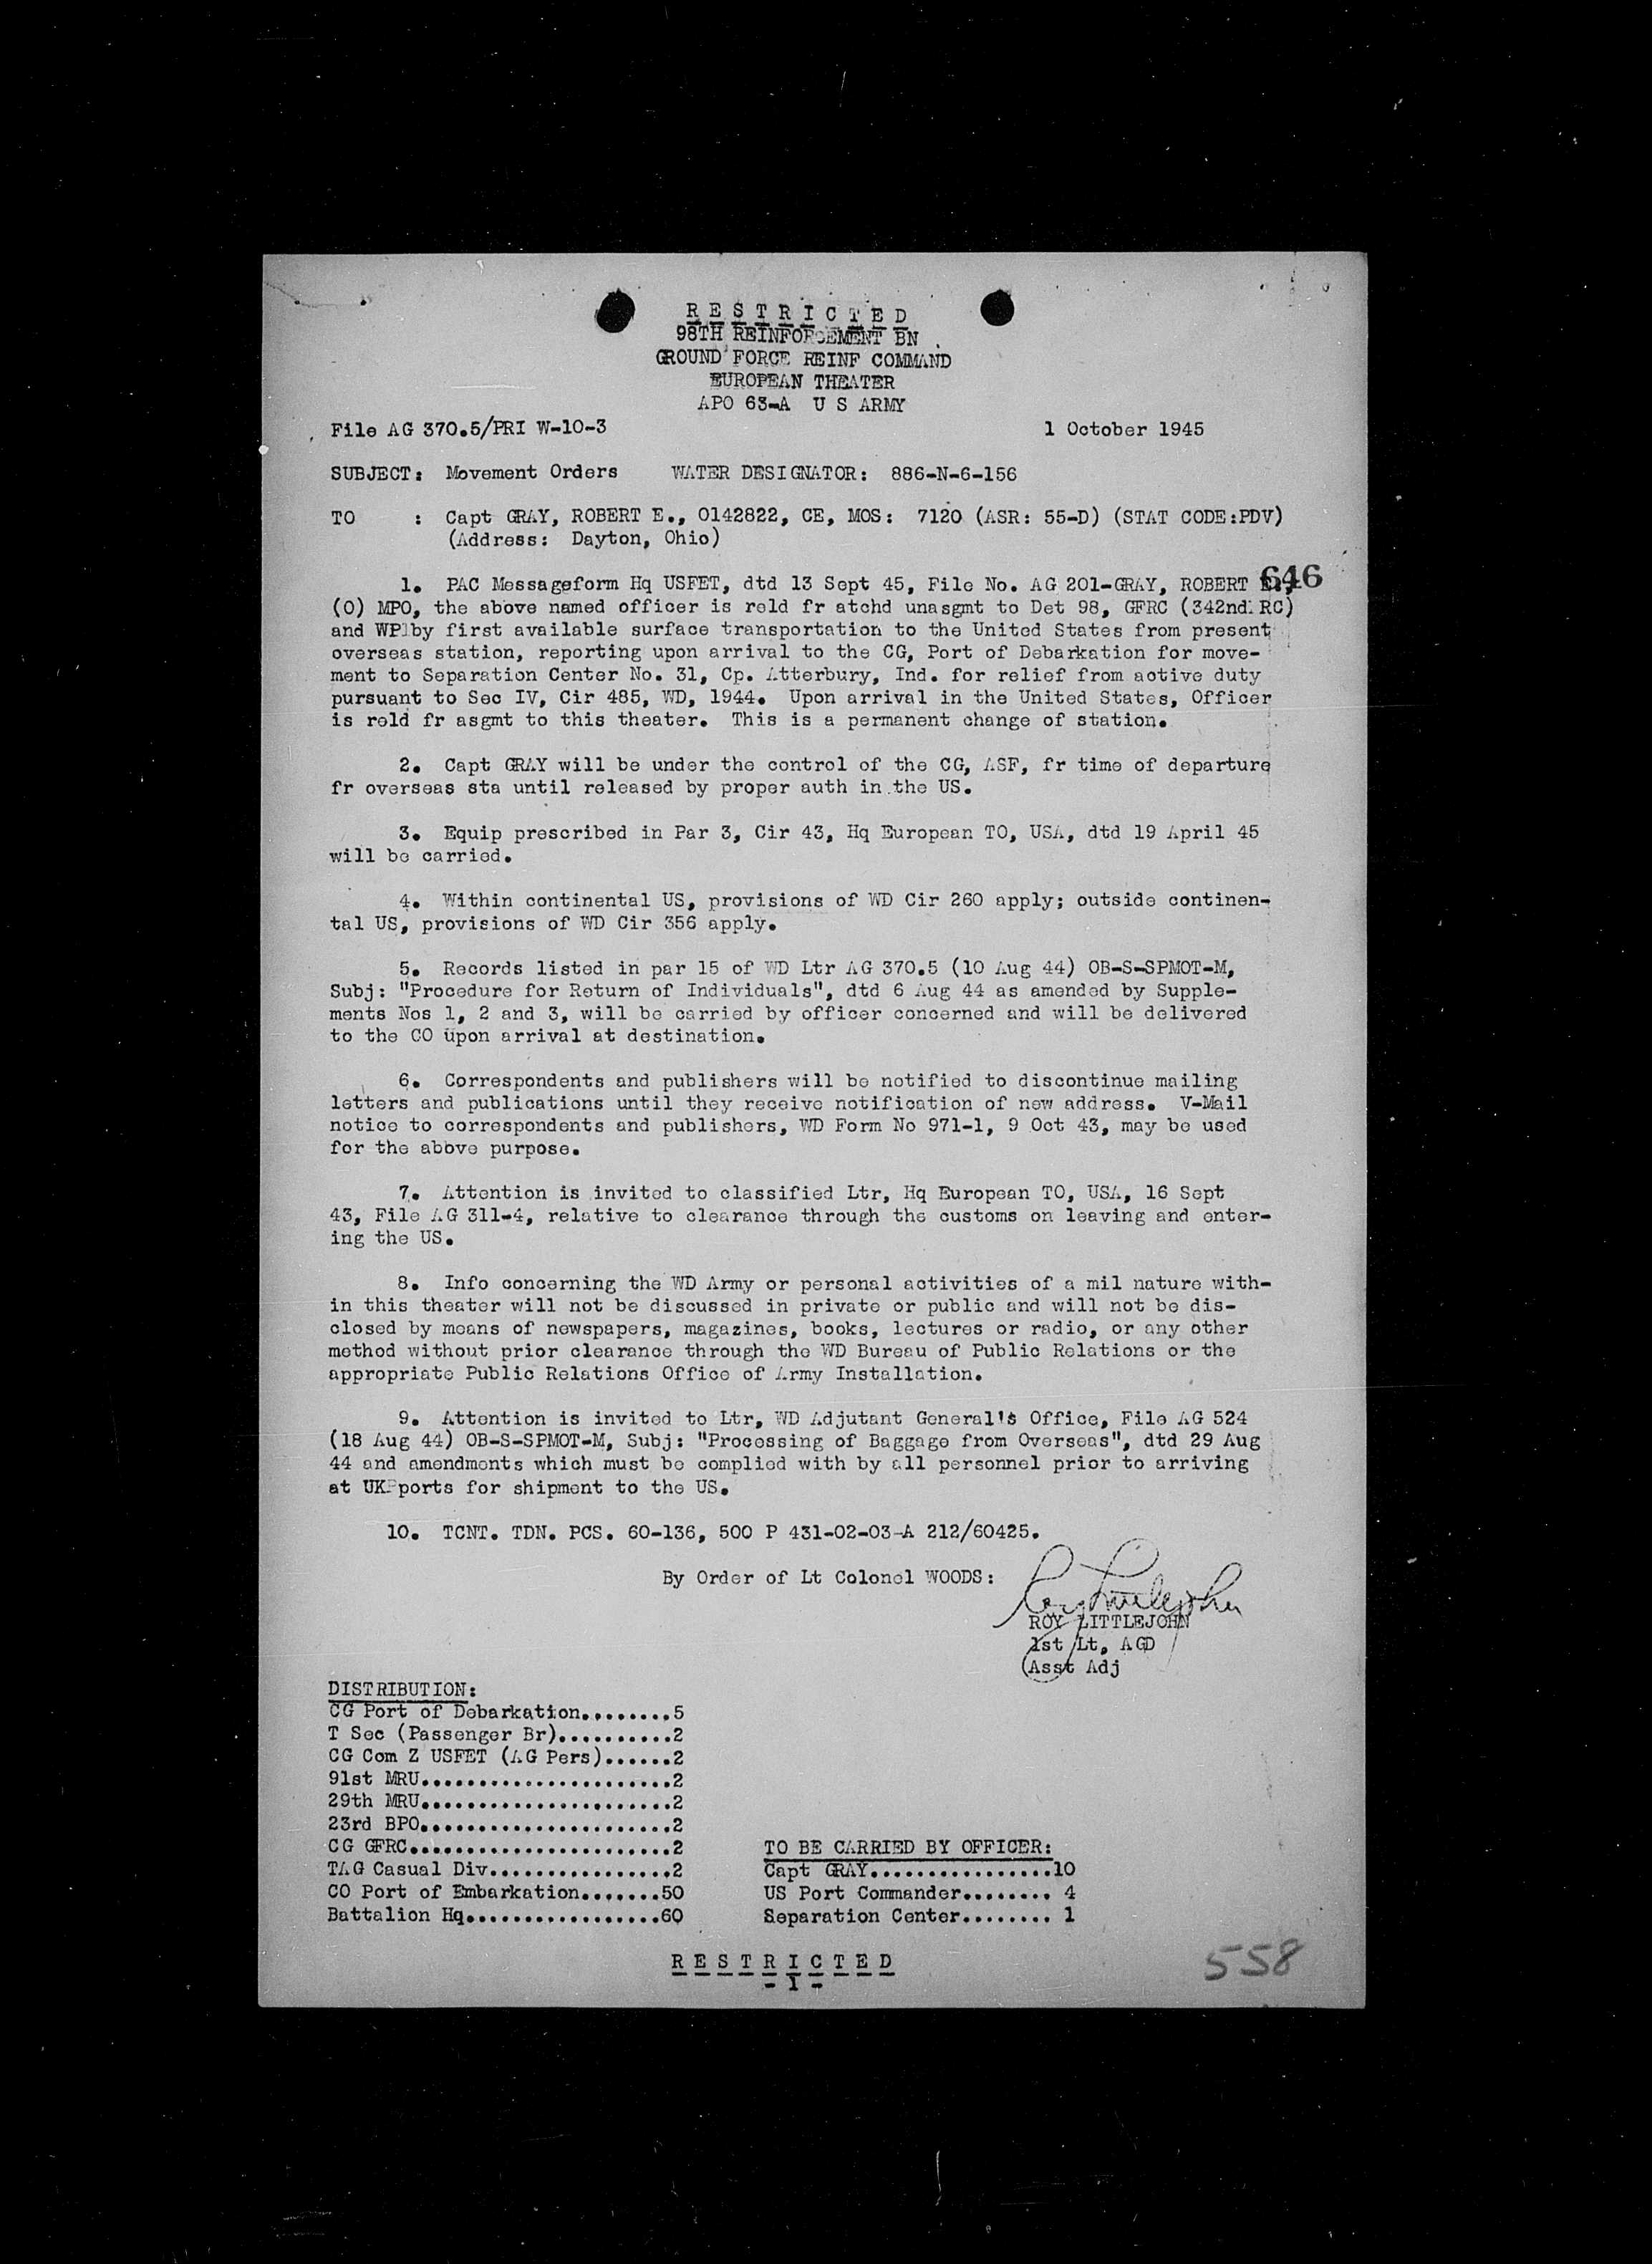 R E S T R I C T E D
98TH REINFORCEMENT BN
GROUND FORCE REINF COMMAND
EUROPEAN THEATER
APO 63-A U S ARMY
File AG 370.5/PRI W-10-3 1 October 1945
SUBJECT: Movement Orders WATER DESIGNATOR: 886-N-6-156
TO : Capt GRAY, ROBERT E., 0142822, CE, MOS: 7120 (ASR: 55-D) (STAT CODE:PDV)
(Address: Dayton, Ohio)
646
1. PAC Messageform Hq USFET, dtd 13 Sept 45, File No. AG 201-GRAY, ROBERT E.,
(O) MPO, the above named officer is reld fr atchd unasgmt to Det 98, GFRC (342nd RC)
and WP by first available surface transportation to the United States from present
overseas station, reporting upon arrival to the CG, Port of Debarkation for move-
ment to Separation Center No. 31, Cp. Atterbury, Ind. for relief from active duty
pursuant to Sec IV, Cir 485, WD, 1944. Upon arrival in the United States, Officer
is reld fr asgmt to this theater. This is a permanent change of station.
2. Capt GRAY will be under the control of the CG, ASF, fr time of departure
fr overseas sta until released by proper auth in the US.
3. Equip prescribed in Par 3, Cir 43, Hq European TO, USA, dtd 19 April 45
will be carried.
4. Within continental US, provisions of WD Cir 260 apply; outside continen-
tal US, provisions of WD Cir 356 apply.
5. Records listed in par 15 of WD Ltr AG 370.5 (10 Aug 44) OB-S-SPMOT-M,
Subj: "Procedure for Return of Individuals", dtd 6 Aug 44 as amended by Supple-
ments Nos 1, 2 and 3, will be carried by officer concerned and will be delivered
to the CO upon arrival at destination.
6. Correspondents and publishers will be notified to discontinue mailing
letters and publications until they receive notification of new address. V-Mail
notice to correspondents and publishers, WD Form No 971-1, 9 Oct 43, may be used
for the above purpose.
7. Attention is invited to classified Ltr, Hq European TO, USA, 16 Sept
43, File AG 311-4, relative to clearance through the customs on leaving and enter-
ing the US.
8. Info concerning the WD Army or personal activities of a mil nature with-
in this theater will not be discussed in private or public and will not be dis-
closed by means of newspapers, magazines, books, lectures or radio, or any other
method without prior clearance through the WD Bureau of Public Relations or the
appropriate Public Relations Office of Army Installation.
9. Attention is invited to Ltr, WD Adjutant General's Office, File AG 524
(18 Aug 44) OB-S-SPMOT-M, Subj: "Processing of Baggage from Overseas", dtd 29 Aug
44 and amendments which must be complied with by all personnel prior to arriving
at UK ports for shipment to the US.
10. TCNT. TDN. PCS. 60-136, 500 P 431-02-03-A 212/60425.
By Order of Lt Colonel WOODS:
Roy Littlejohn
ROY LITTLEJOHN
1st Lt, AGD
Asst Adj
DISTRIBUTION:
CG Port of Debarkation........5
T Sec (Passenger Br)..........2
CG Com Z USFET (AG Pers)......2
91st MRU......................2
29th MRU......................2
23rd BPO......................2
CG GFRC.......................2 TO BE CARRIED BY OFFICER:
TAG Casual Div................2 Capt GRAY................10
CO Port of Embarkation.......50 US Port Commander........ 4
Battalion Hq.................60 Separation Center........ 1
R E S T R I C T E D
- 1 -
558